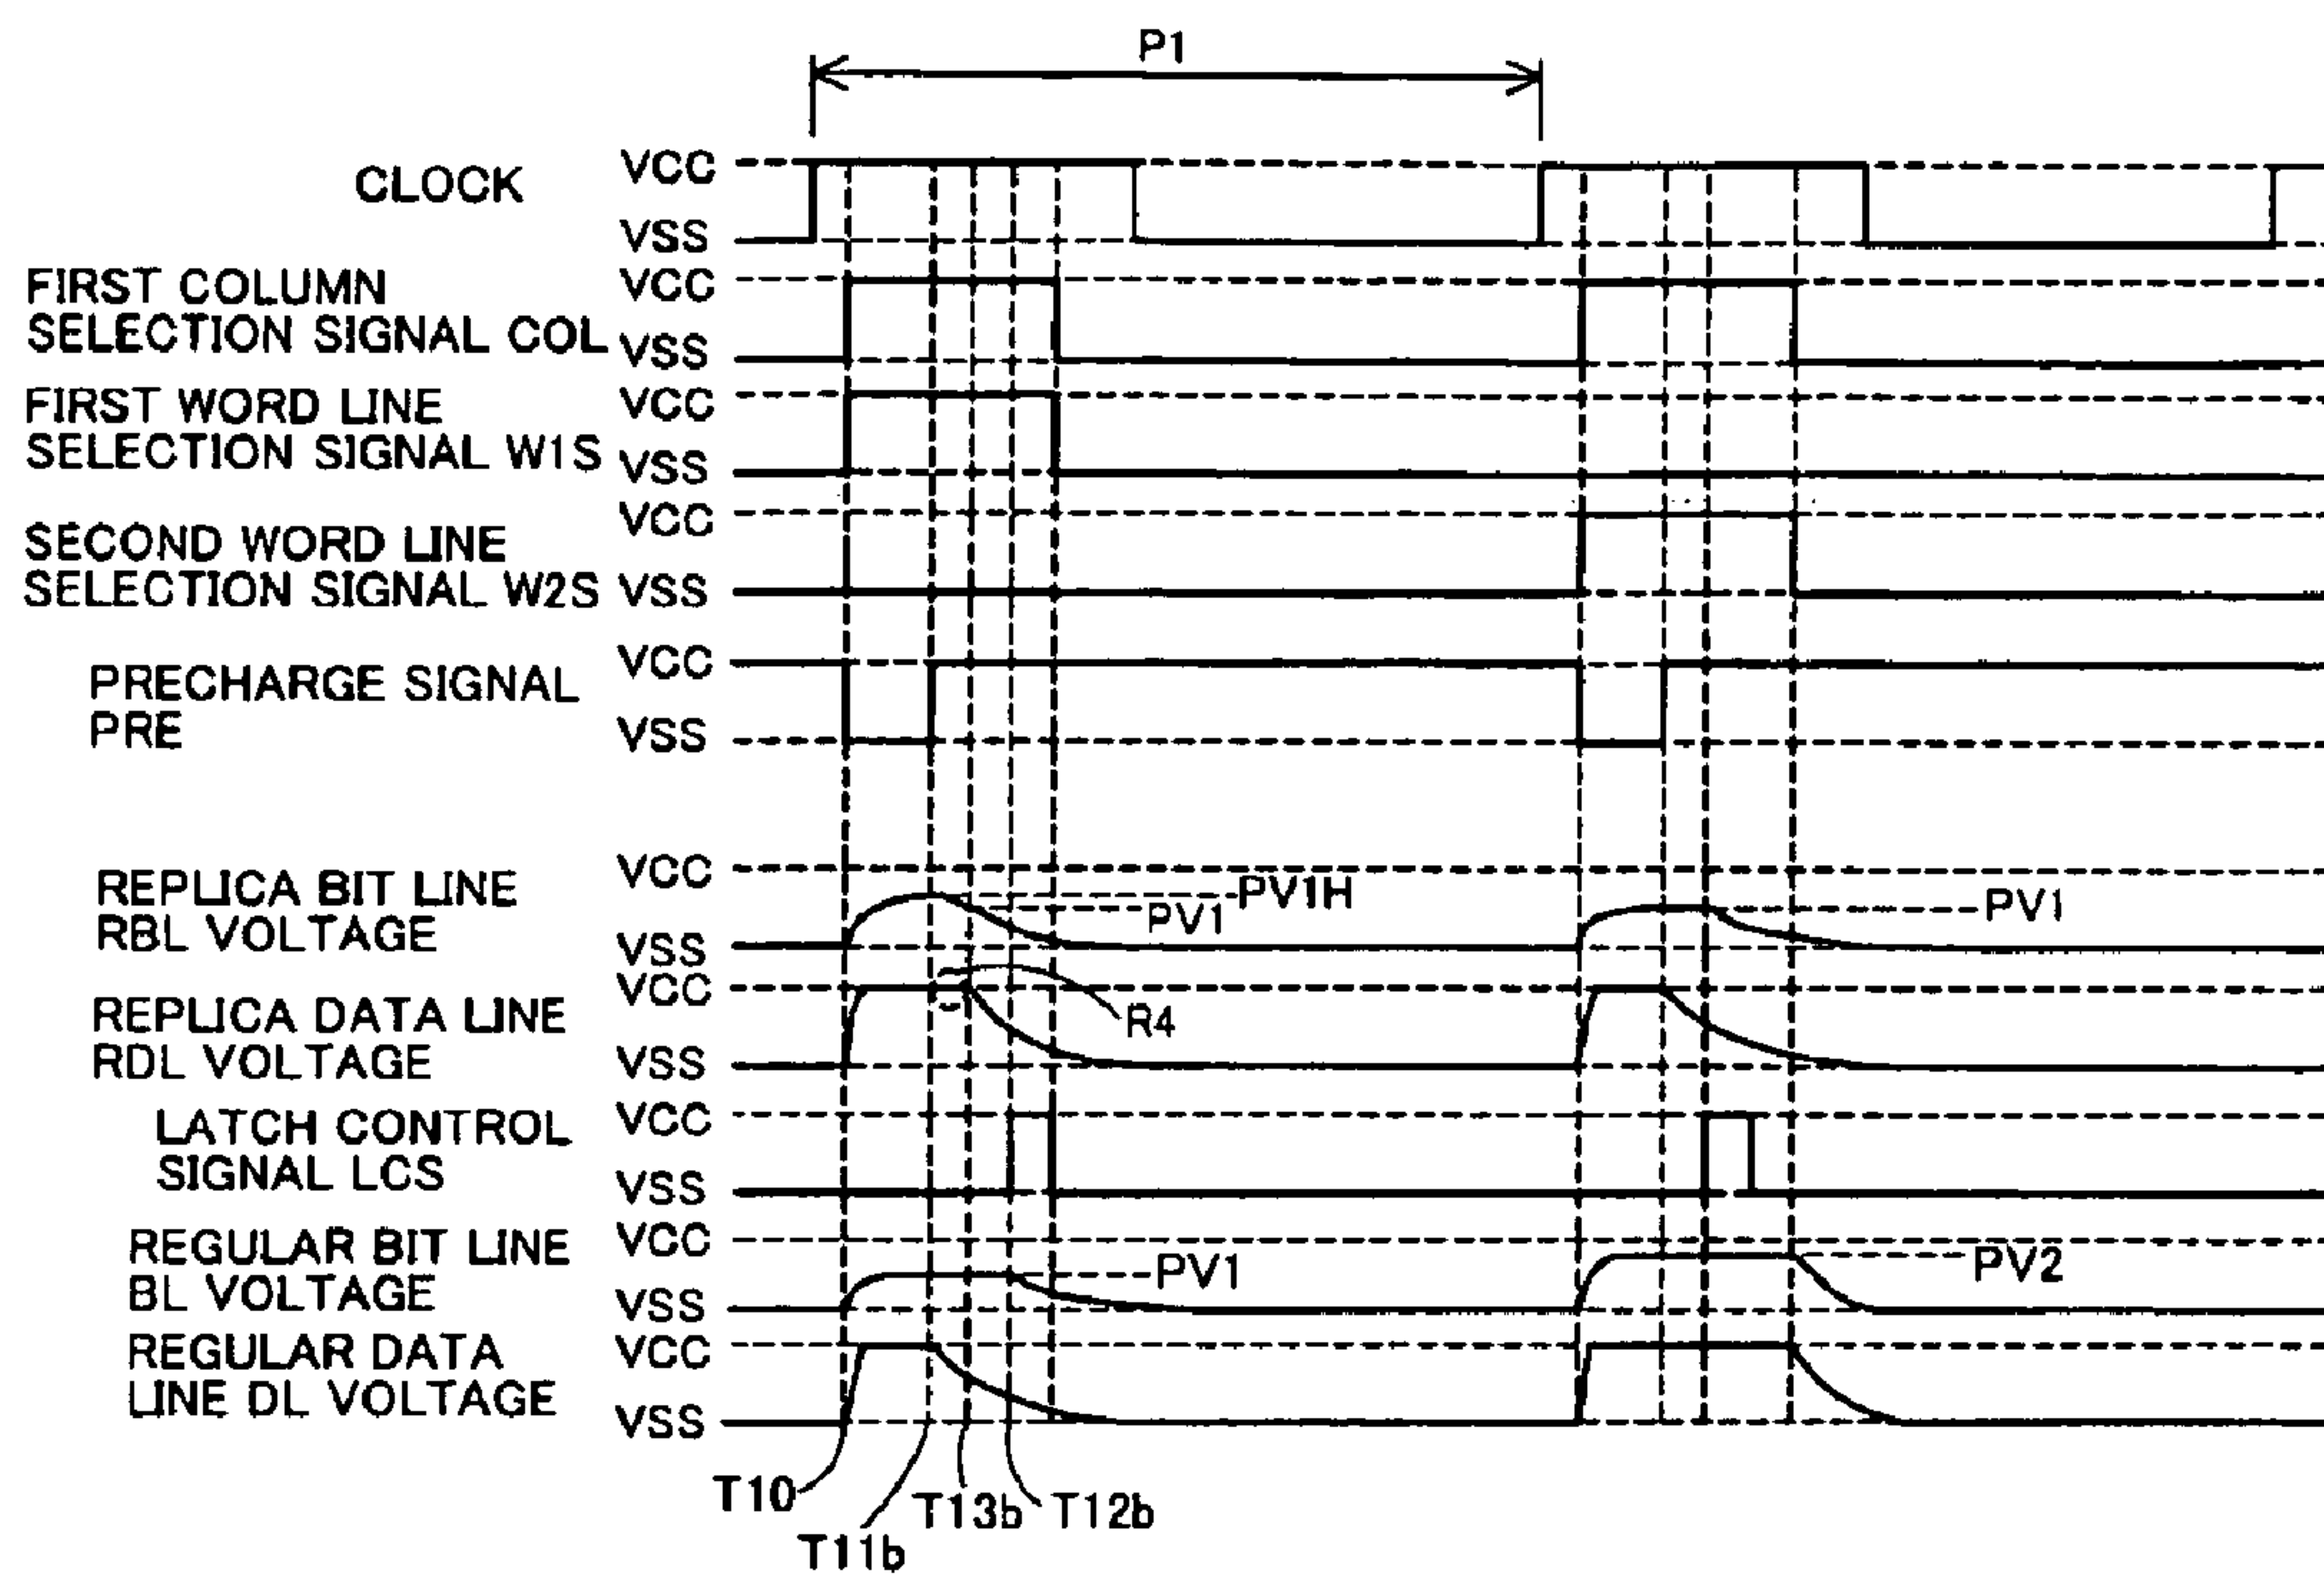 P1
CLOCK
VCC
VSS
FIRST COLUMN
SELECTION SIGNAL COL
VCC
VSS
FIRST WORD LINE
SELECTION SIGNAL W1S
VCC
VSS
SECOND WORD LINE
SELECTION SIGNAL W2S
VCC
VSS
PRECHARGE SIGNAL
PRE
VCC
VSS
REPLICA BIT LINE
RBL VOLTAGE
VCC
VSS
PV1H
PV1
PV1
REPLICA DATA LINE
RDL VOLTAGE
VCC
VSS
R4
LATCH CONTROL
SIGNAL LCS
VCC
VSS
REGULAR BIT LINE
BL VOLTAGE
VCC
VSS
PV1
PV2
REGULAR DATA
LINE DL VOLTAGE
VCC
VSS
T10
T11b
T13b
T12b